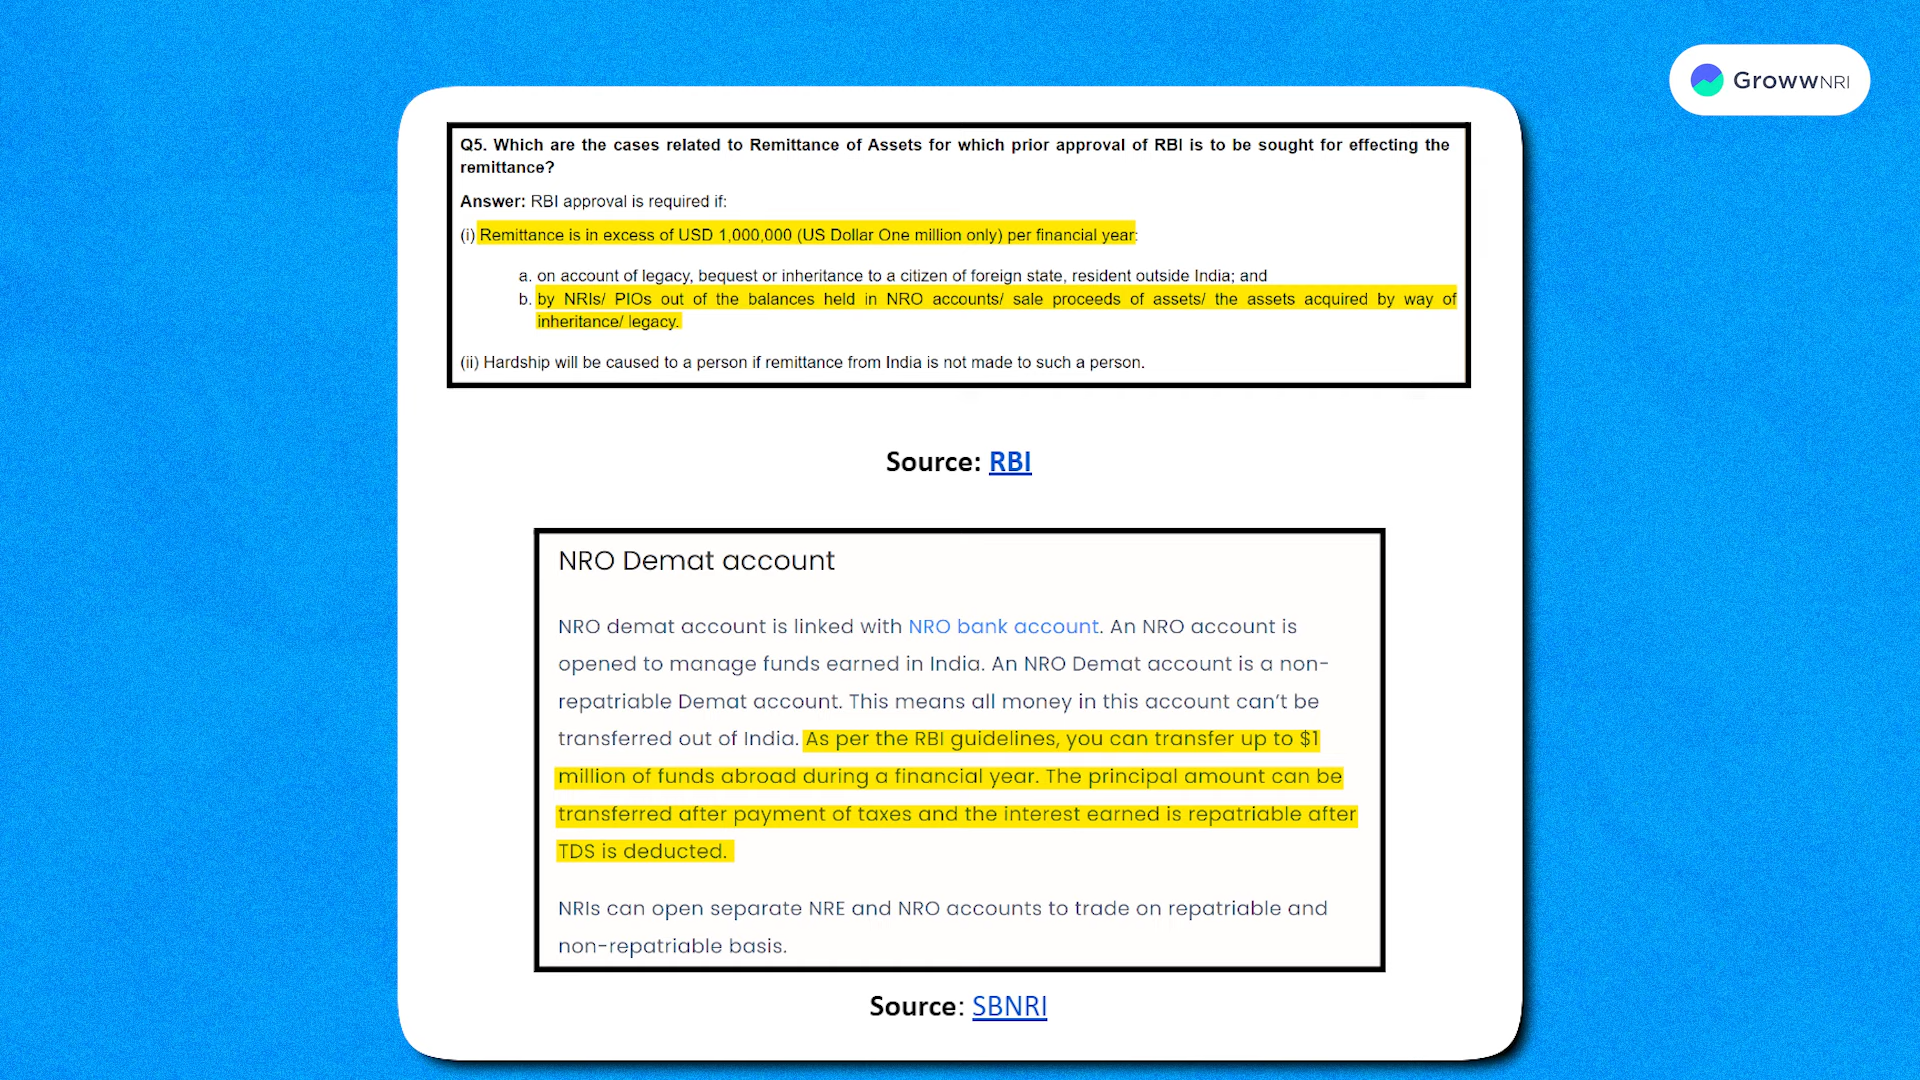 GrowwNRI
Q5. Which are the cases related to Remittance of Assets for which prior approval of RBI is to be sought for effecting the
remittance?
Answer: RBI approval is required if:
(i) Remittance is in excess of USD 1,000,000 (US Dollar One million only) per financial year:
a. on account of legacy, bequest or inheritance to a citizen of foreign state, resident outside India; and
b. by NRIs/ PIOs out of the balances held in NRO accounts/ sale proceeds of assets/ the assets acquired by way of
inheritance/ legacy.
(ii) Hardship will be caused to a person if remittance from India is not made to such a person.
Source: RBI
NRO Demat account
NRO demat account is linked with NRO bank account. An NRO account is
opened to manage funds earned in India. An NRO Demat account is a non-
repatriable Demat account. This means all money in this account can't be
transferred out of India. As per the RBI guidelines, you can transfer up to $1
million of funds abroad during a financial year. The principal amount can be
transferred after payment of taxes and the interest earned is repatriable after
TDS is deducted.
NRIs can open separate NRE and NRO accounts to trade on repatriable and
non-repatriable basis.
Source: SBNRI